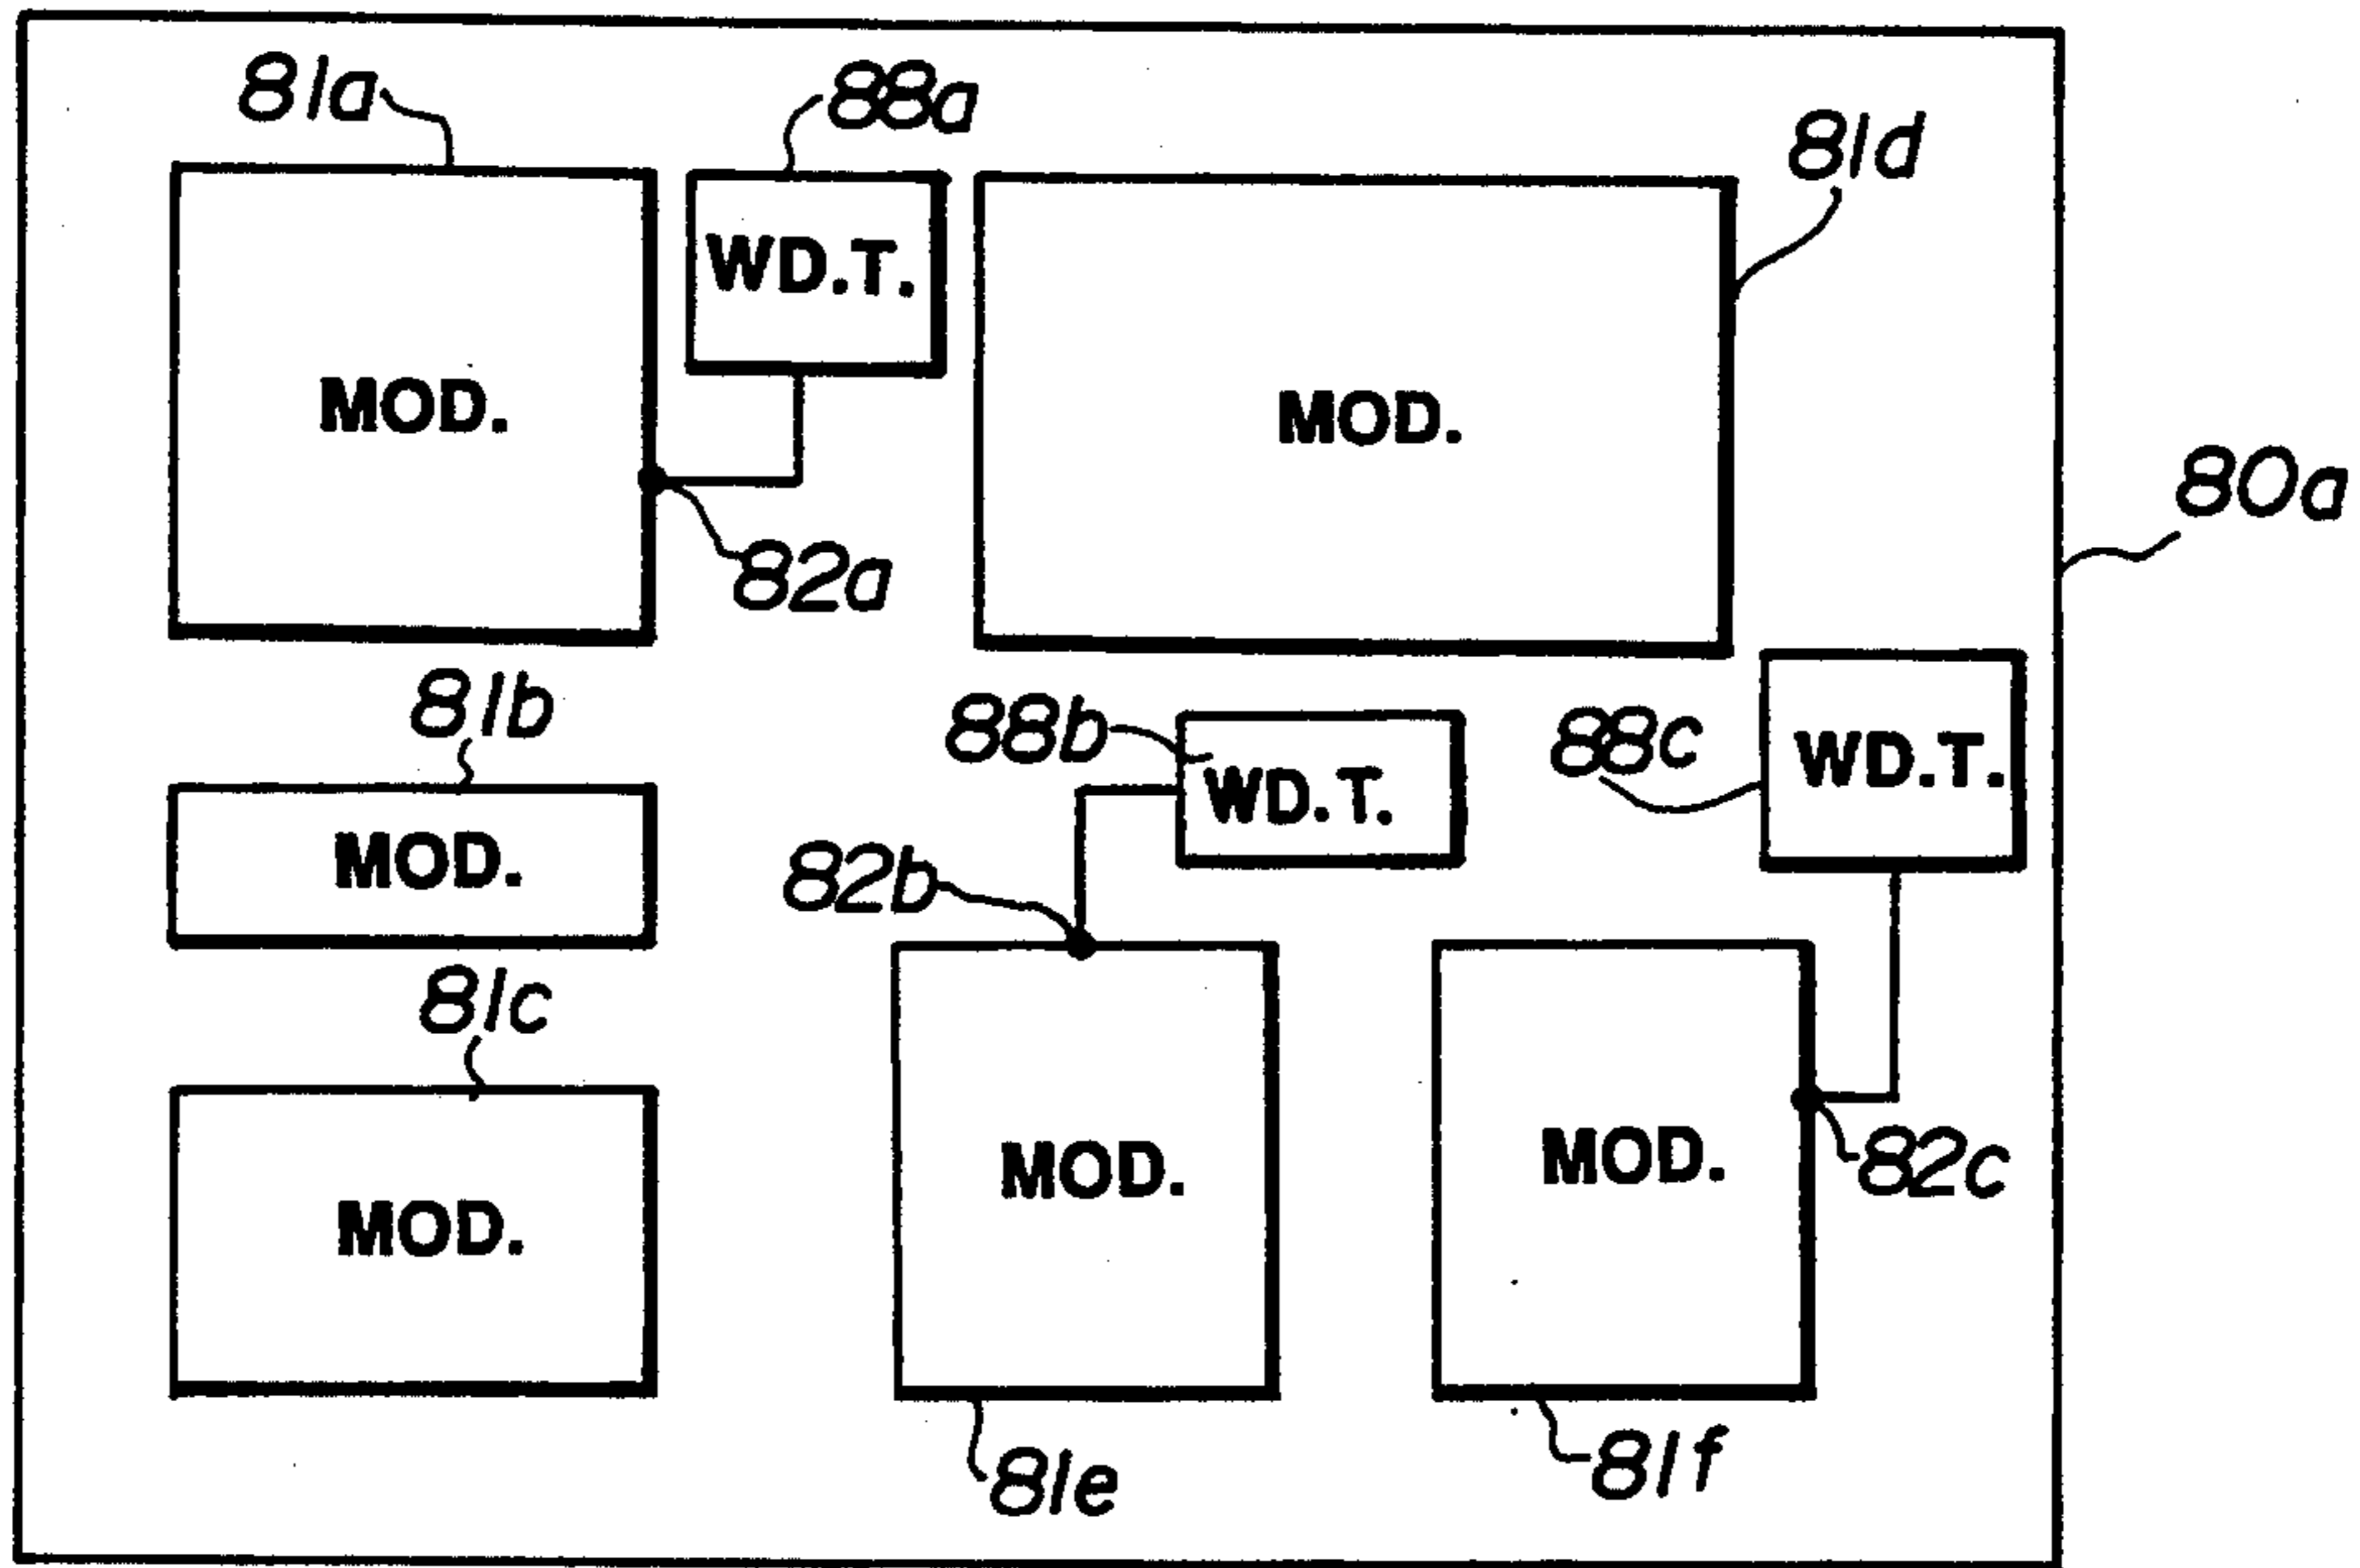 81a
88a
81d
WD.T.
MOD.
MOD.
80a
82a
81b
88b
88c
WD.T.
WD.T.
MOD.
82b
81c
MOD.
MOD.
82c
MOD.
81e
81f